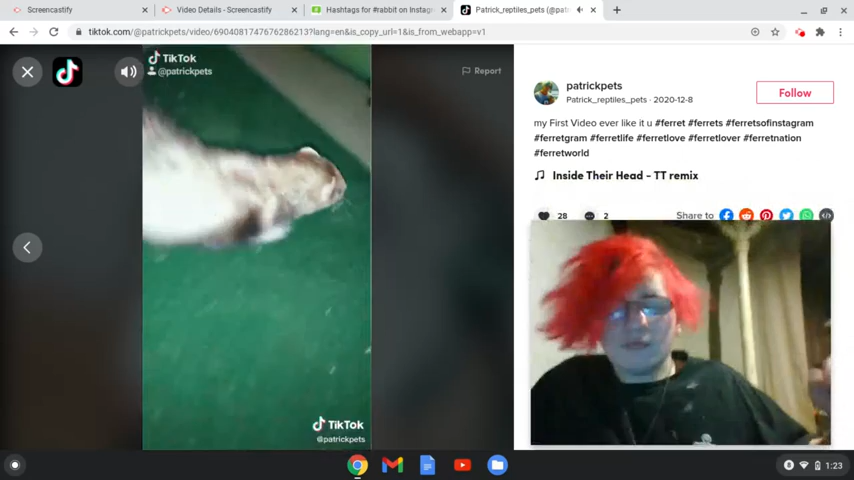 Screencastify
Video Details - Screencastify
Hashtags for #rabbit on Instag
Patrick_reptiles_pets (@pat
tiktok.com/@patrickpets/video/6904081747676286213?lang=en&is_copy_url=1&is_from_webapp=v1
TikTok
@patrickpets
Report
patrickpets
Patrick_reptiles_pets · 2020-12-8
Follow
my First Video ever like it u #ferret #ferrets #ferretsofinstagram
#ferretgram #ferretlife #ferretlove #ferretlover #ferretnation
#ferretworld
Inside Their Head - TT remix
28
2
Share to
TikTok
@patrickpets
1:23